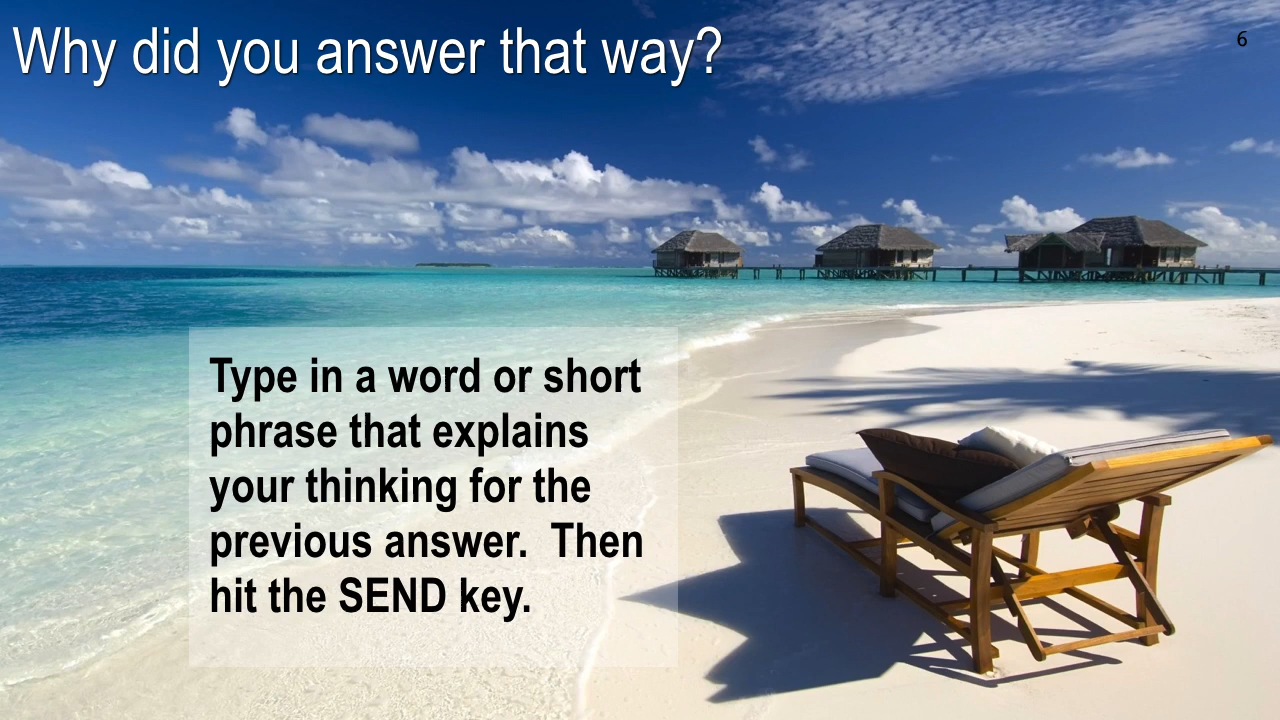 Why did you answer that way?
6
Type in a word or short
phrase that explains
your thinking for the
previous answer.  Then
hit the SEND key.